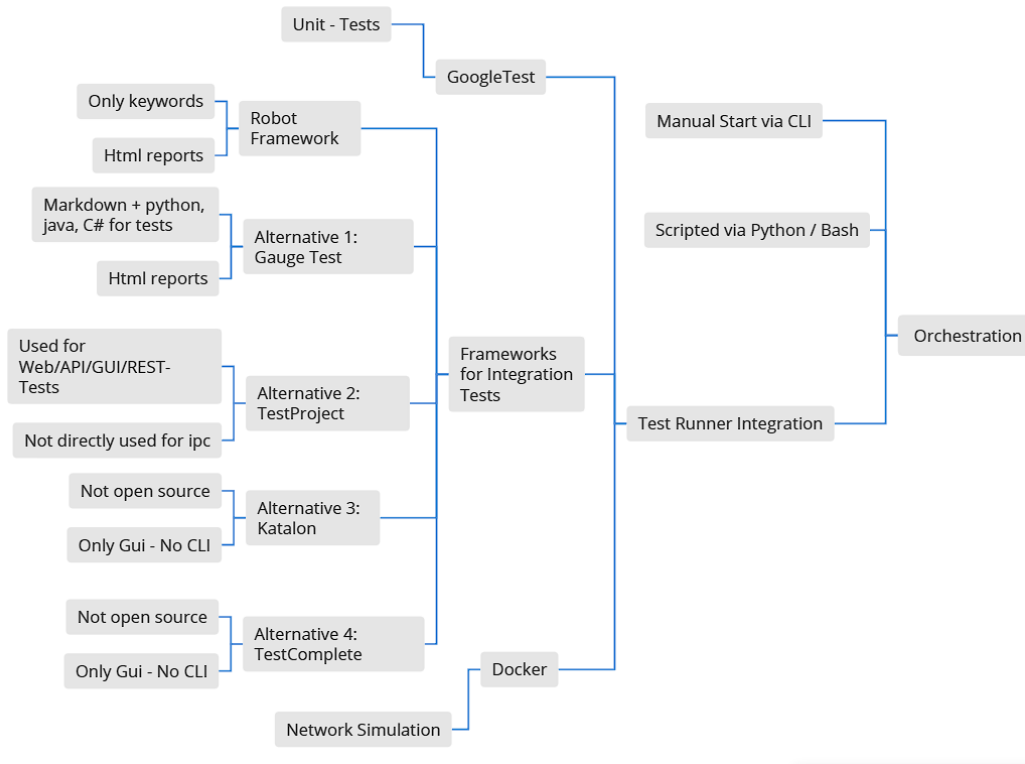 Unit - Tests
GoogleTest
Only keywords
Html reports
Robot
Framework
Manual Start via CLI
Markdown + python,
java, C# for tests
Html reports
Alternative 1:
Gauge Test
Scripted via Python / Bash
Orchestration
Used for
Web/API/GUI/REST-
Tests
Not directly used for ipc
Alternative 2:
TestProject
Frameworks
for Integration
Tests
Test Runner Integration
Not open source
Only Gui - No CLI
Alternative 3:
Katalon
Not open source
Only Gui - No CLI
Alternative 4:
TestComplete
Docker
Network Simulation